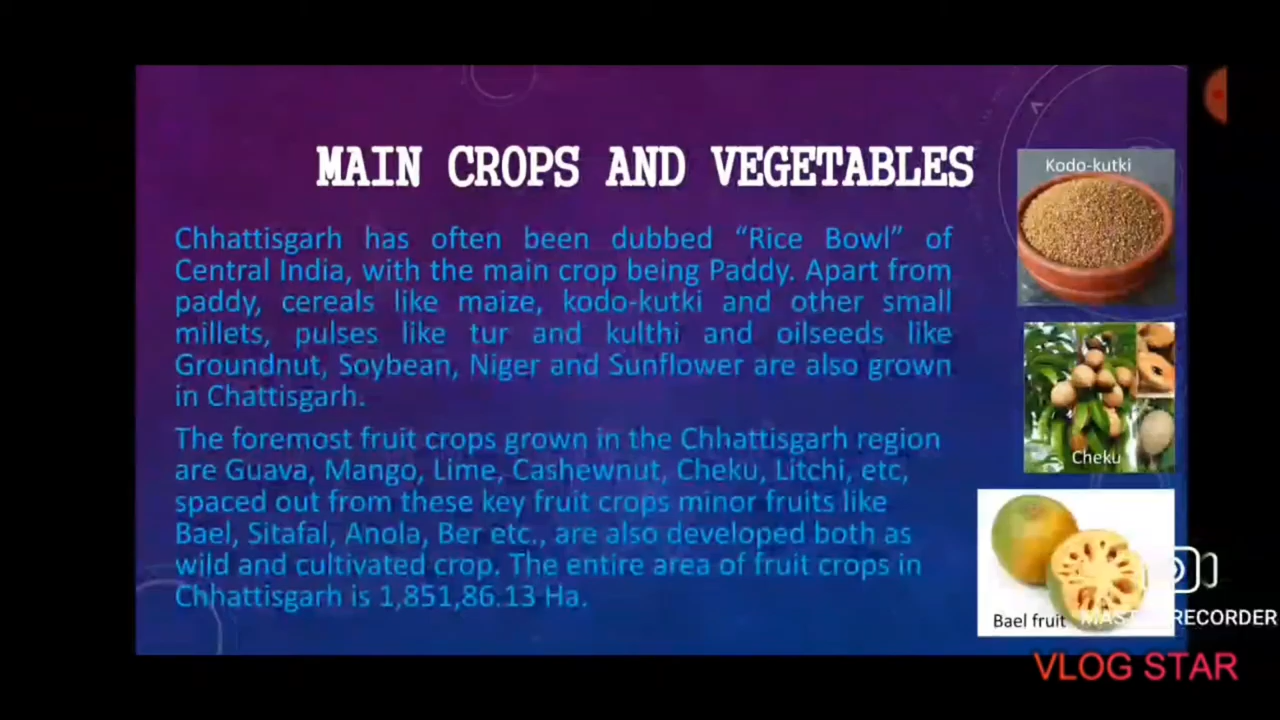 MAIN CROPS AND VEGETABLES
Chhattisgarh has often been dubbed “Rice Bowl” of
Central India, with the main crop being Paddy. Apart from
paddy, cereals like maize, kodo-kutki and other small
millets, pulses like tur and kulthi and oilseeds like
Groundnut, Soybean, Niger and Sunflower are also grown
in Chattisgarh.
The foremost fruit crops grown in the Chhattisgarh region
are Guava, Mango, Lime, Cashewnut, Cheku, Litchi, etc,
spaced out from these key fruit crops minor fruits like
Bael, Sitafal, Anola, Ber etc., are also developed both as
wild and cultivated crop. The entire area of fruit crops in
Chhattisgarh is 1,851,86.13 Ha.
Kodo-kutki
Cheku
Bael fruit
RECORDER
VLOG STAR